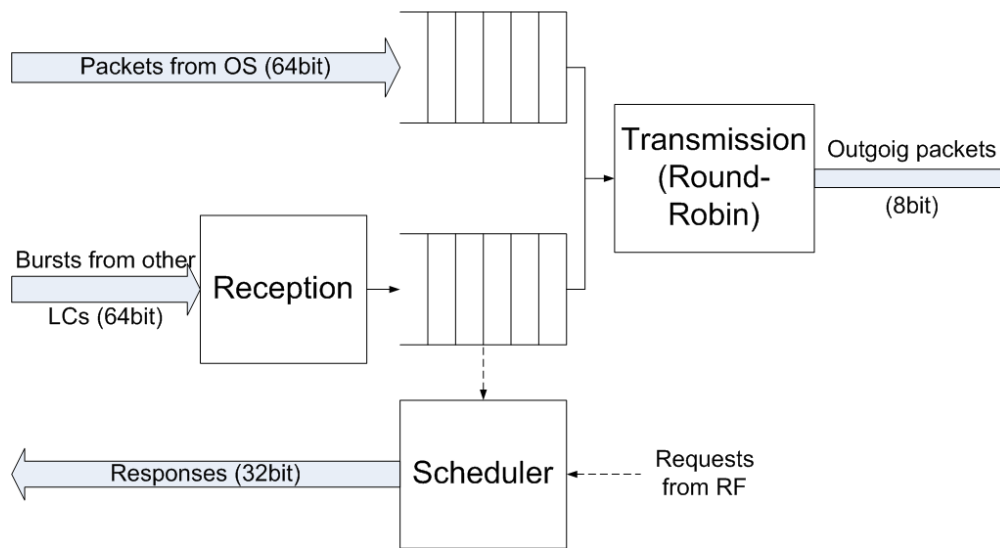 Packets from OS (64bit)
Transmission
(Round-
Robin)
Outgoig packets
(8bit)
Bursts from other
LCs (64bit)
Reception
Responses (32bit)
Scheduler
Requests
from RF